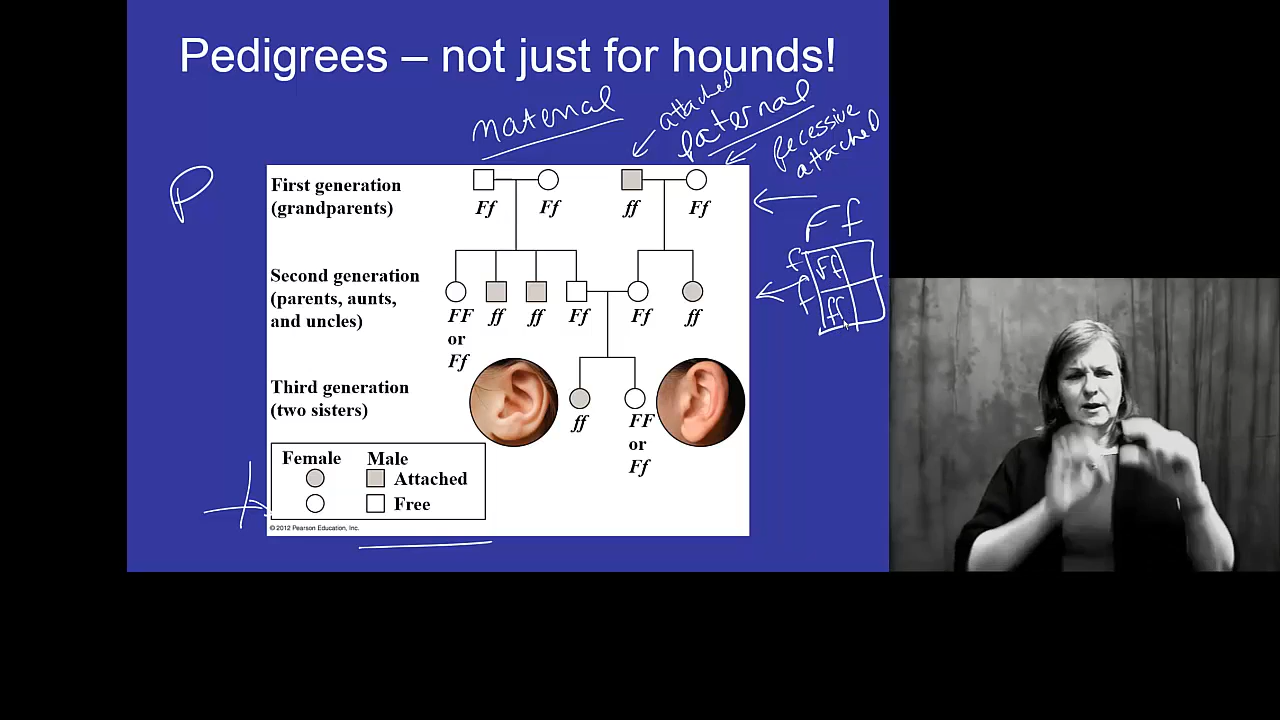 Pedigrees – not just for hounds!
maternal
attached
paternal
recessive
attached
P
First generation
(grandparents)
Ff Ff ff Ff
F f
f Ff
f ff
Second generation
(parents, aunts,
and uncles)
FF ff ff Ff Ff ff
or
Ff
Third generation
(two sisters)
ff FF
or
Ff
Female Male
Attached
Free
© 2012 Pearson Education, Inc.